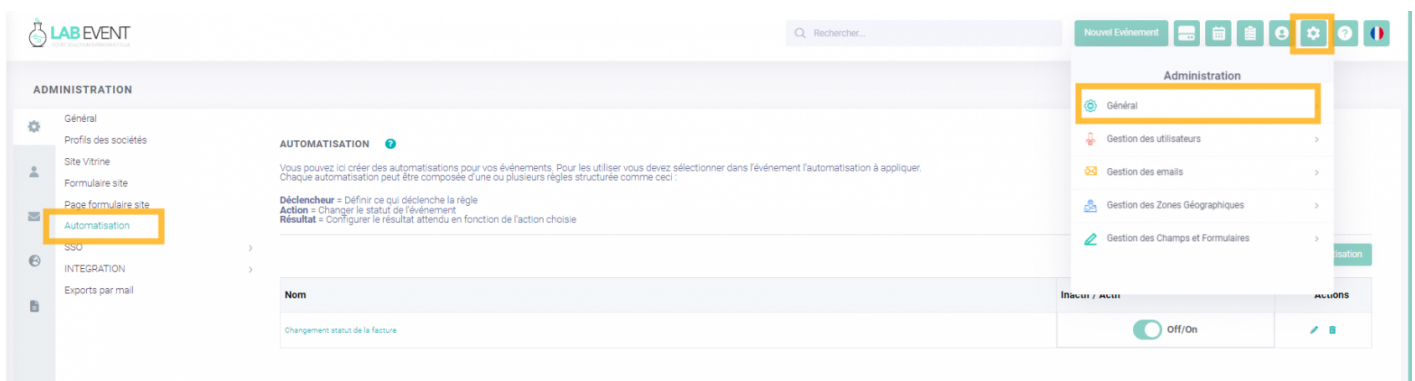 LAB EVENT
Rechercher...
Nouvel Evénement
ADMINISTRATION
Général
Profils des sociétés
Site Vitrine
Formulaire site
Page formulaire site
Automatisation
SSO
INTEGRATION
Exports par mail
AUTOMATISATION
Vous pouvez ici créer des automatisations pour vos événements. Pour les utiliser vous devez sélectionner dans l'événement l'automatisation à appliquer.
Chaque automatisation peut être composée d'une ou plusieurs règles structurée comme ceci :
Déclencheur = Définir ce qui déclenche la règle
Action = Changer le statut de l'événement
Résultat = Configurer le résultat attendu en fonction de l'action choisie
Administration
Général
Gestion des utilisateurs
Gestion des emails
Gestion des Zones Géographiques
Gestion des Champs et Formulaires
isation
Nom
Inactif / Actif
Actions
Changement statut de la facture
Off/On